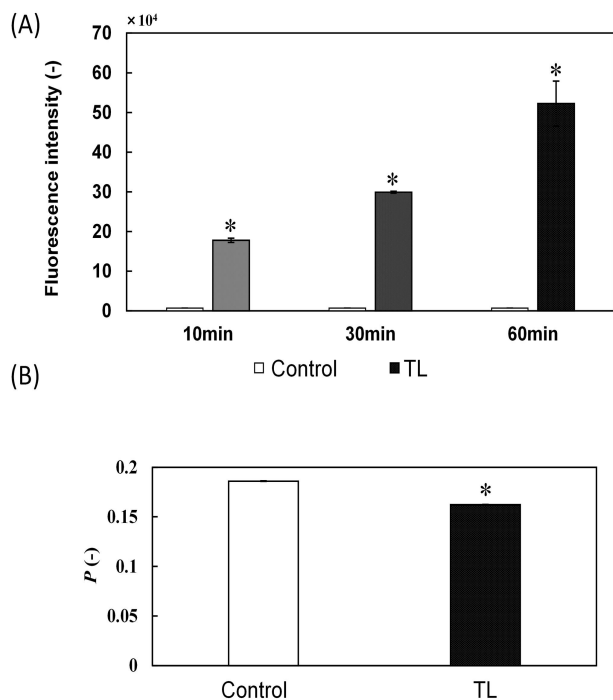 (A)
× 10⁴
Fluorescence intensity (-)
70
60
50
40
30
20
10
0
*
*
*
10min 30min 60min
□ Control ■ TL
(B)
P (-)
0.2
0.15
0.1
0.05
0
*
Control TL